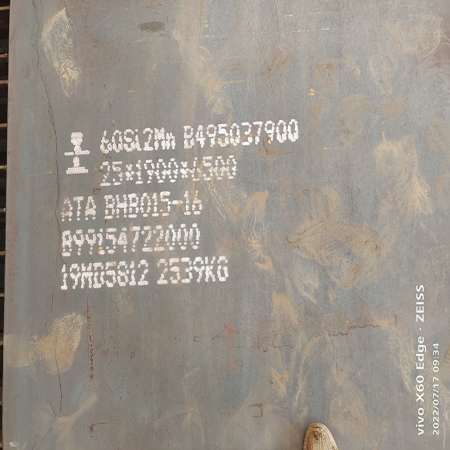 60Si2Mn B495037900
25*1900*6500
ATA BHB015-16
B99154722000
19MD5812 2539KG
vivo X60 Edge · ZEISS
2022/07/17 09:34